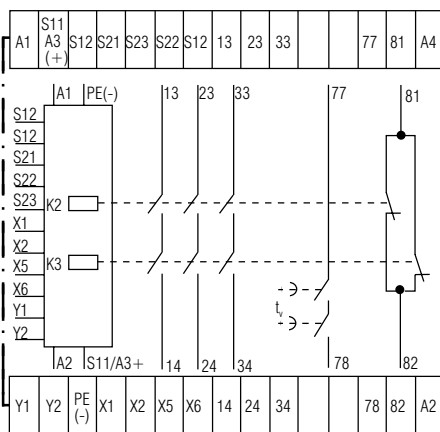 A1 S11 A3 (+) S12 S21 S23 S22 S12 13 23 33 77 81 A4
A1 PE(-) 13 23 33 77 81
S12
S12
S21
S22
S23
K2
X1
X2
K3
X5
X6
tv
Y1
Y2
A2 S11/A3+ 14 24 34 78 82
Y1 Y2 PE (-) X1 X2 X5 X6 14 24 34 78 82 A2